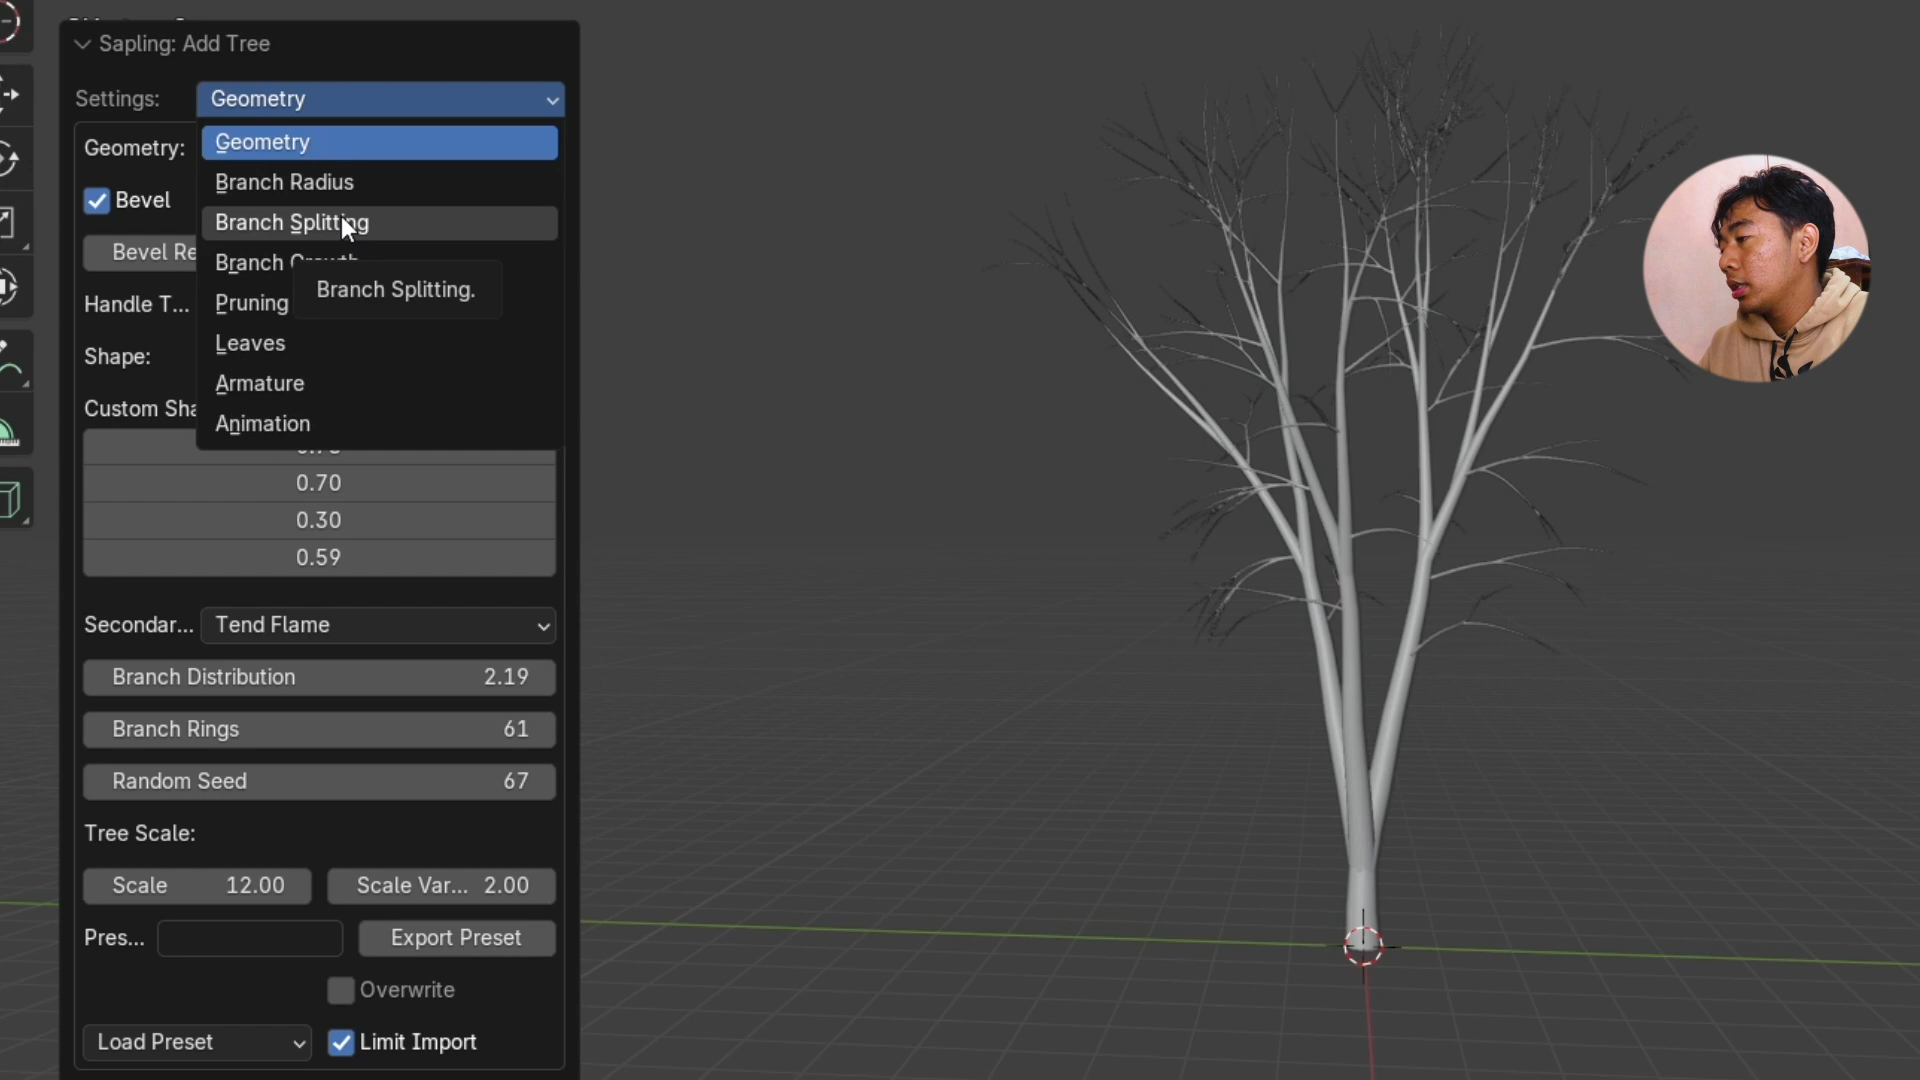 Sapling: Add Tree
Settings: Geometry
Geometry:
Geometry
Branch Radius
Bevel
Branch Splitting
Bevel Re
Branch Growth
Branch Splitting.
Handle T...
Pruning
Leaves
Shape:
Armature
Custom Sha
Animation
0.70
0.30
0.59
Secondar... Tend Flame
Branch Distribution 2.19
Branch Rings 61
Random Seed 67
Tree Scale:
Scale 12.00 Scale Var... 2.00
Pres... Export Preset
Overwrite
Load Preset Limit Import